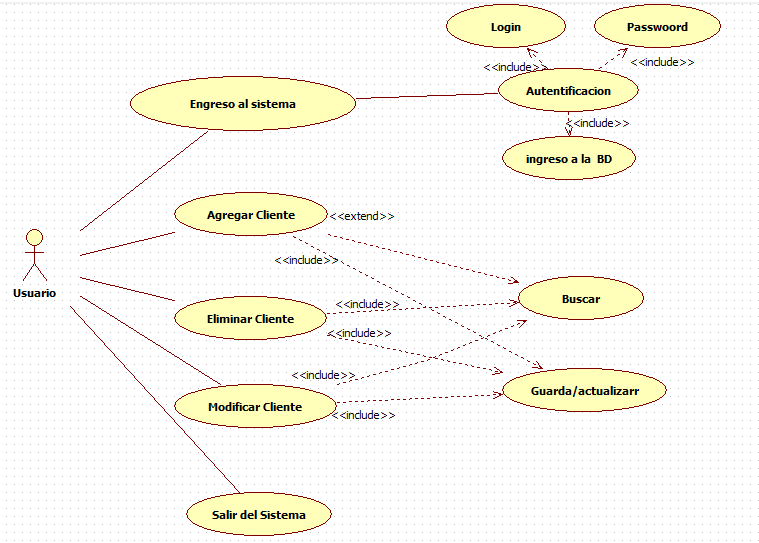 Login
Passwoord
<<include>>
<<include>>
Engreso al sistema
Autentificacion
<<include>>
ingreso a la BD
Agregar Cliente
<<extend>>
<<include>>
Usuario
Buscar
<<include>>
Eliminar Cliente
<<include>>
<<include>>
Guarda/actualizarr
Modificar Cliente
<<include>>
Salir del Sistema